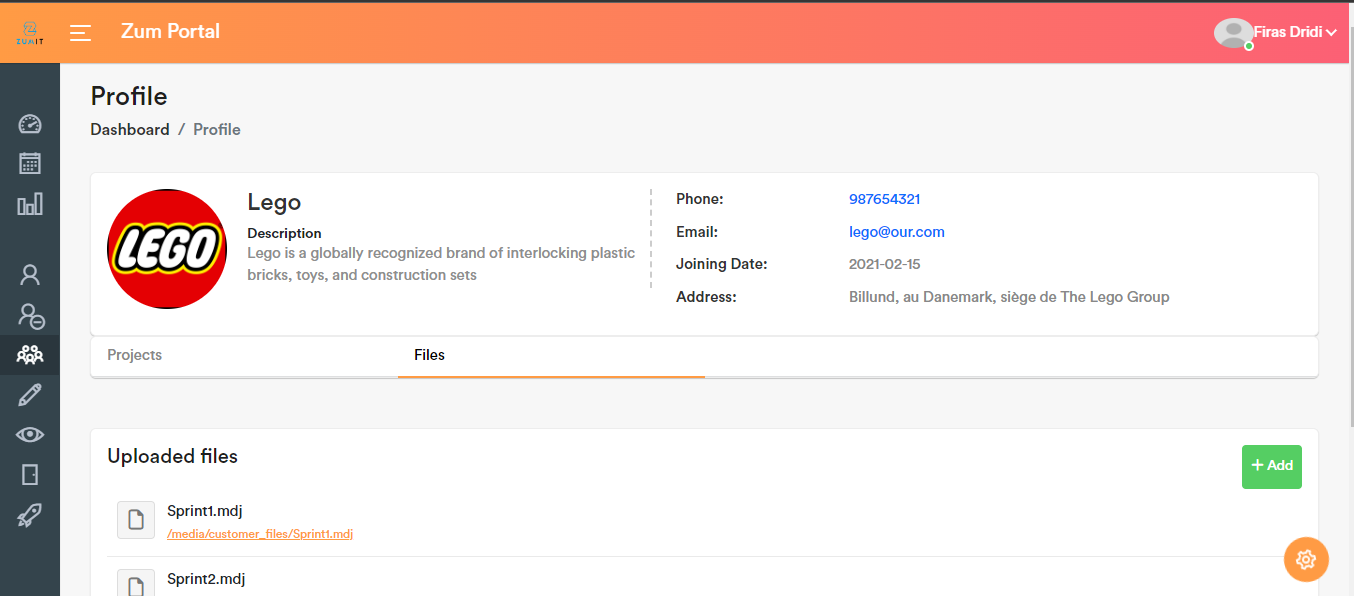 ZUMIT
Zum Portal
Firas Dridi
Profile
Dashboard / Profile
LEGO
Lego
Description
Lego is a globally recognized brand of interlocking plastic
bricks, toys, and construction sets
Phone: 987654321
Email: lego@our.com
Joining Date: 2021-02-15
Address: Billund, au Danemark, siège de The Lego Group
Projects Files
Uploaded files
+ Add
Sprint1.mdj
/media/customer_files/Sprint1.mdj
Sprint2.mdj